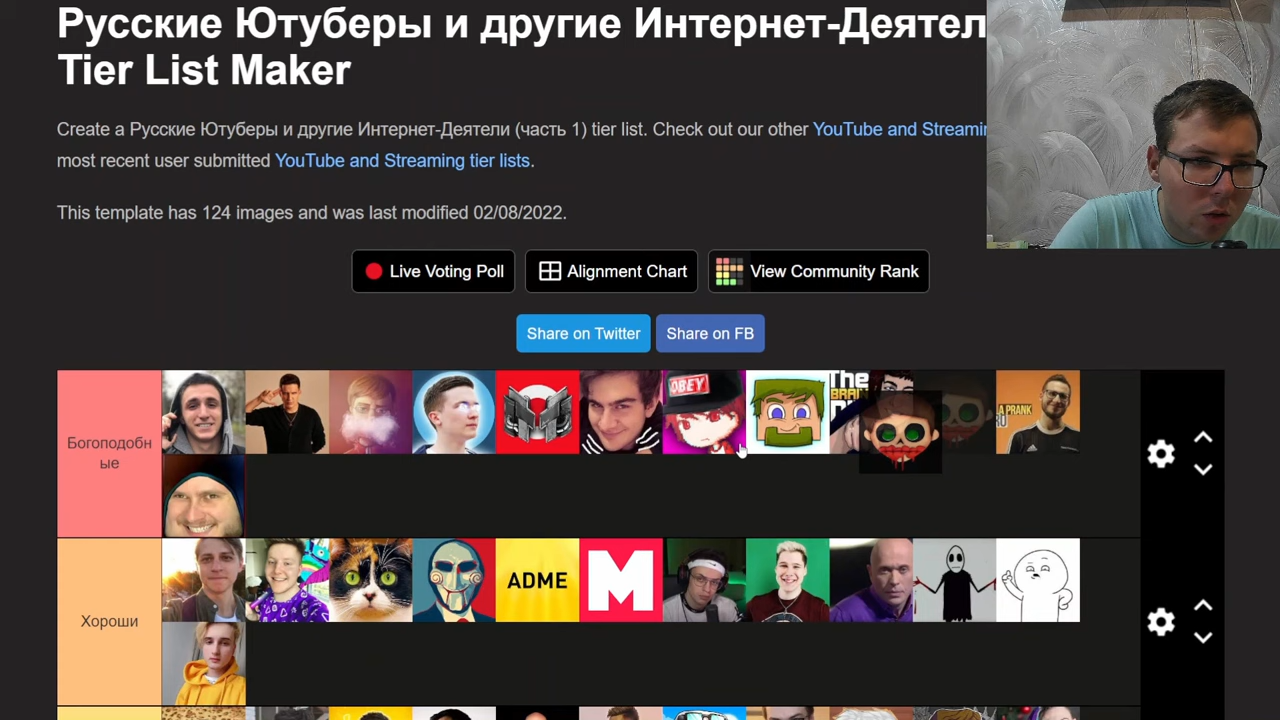 Русские Ютуберы и другие Интернет-Деятел
Tier List Maker
Create a Русские Ютуберы и другие Интернет-Деятели (часть 1) tier list. Check out our other YouTube and Streamin
most recent user submitted YouTube and Streaming tier lists.
This template has 124 images and was last modified 02/08/2022.
Live Voting Poll
Alignment Chart
View Community Rank
Share on Twitter
Share on FB
Богоподобн
ые
OBEY
The
A PRANK
Хороши
ADME
M